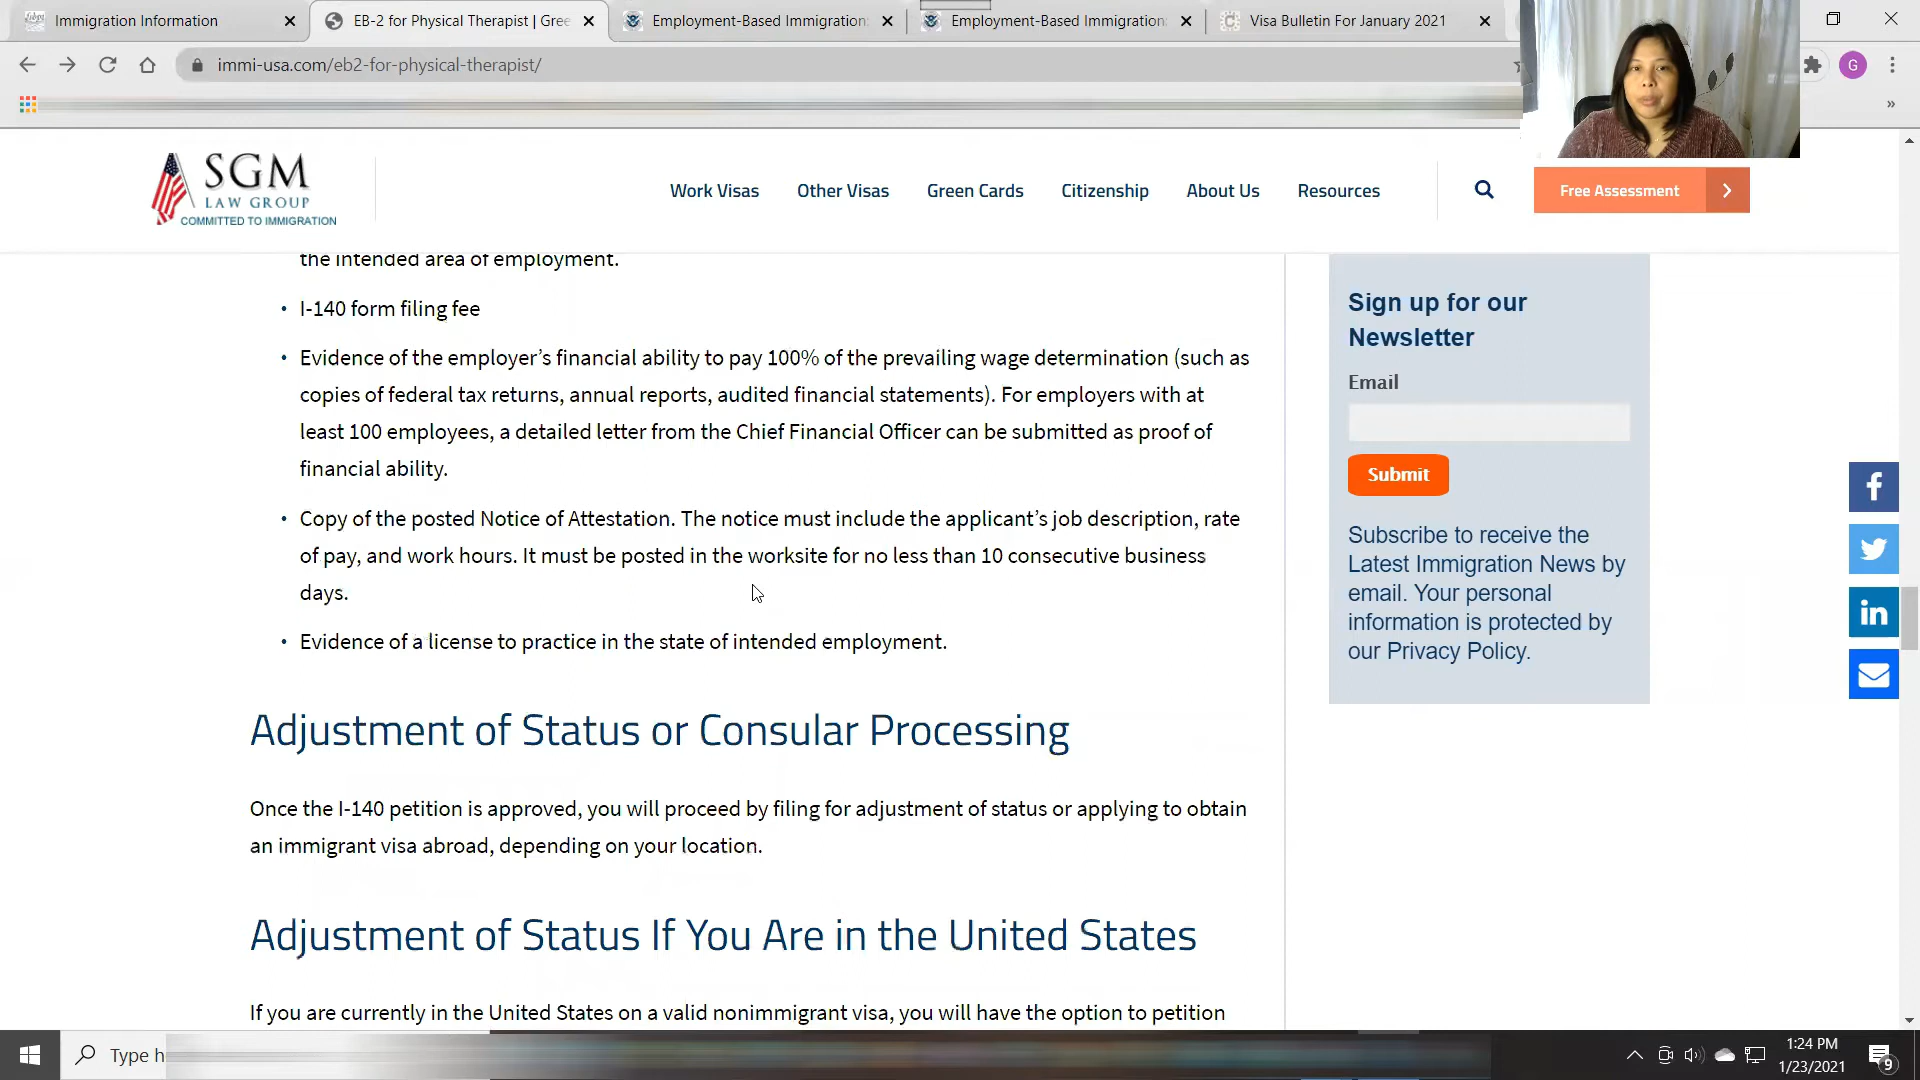 Immigration Information
EB-2 for Physical Therapist | Gree
Employment-Based Immigration:
Employment-Based Immigration:
Visa Bulletin For January 2021
immi-usa.com/eb2-for-physical-therapist/
G
»
SGM
LAW GROUP
COMMITTED TO IMMIGRATION
Work Visas
Other Visas
Green Cards
Citizenship
About Us
Resources
Free Assessment
the intended area of employment.
• I-140 form filing fee
• Evidence of the employer’s financial ability to pay 100% of the prevailing wage determination (such as
copies of federal tax returns, annual reports, audited financial statements). For employers with at
least 100 employees, a detailed letter from the Chief Financial Officer can be submitted as proof of
financial ability.
• Copy of the posted Notice of Attestation. The notice must include the applicant’s job description, rate
of pay, and work hours. It must be posted in the worksite for no less than 10 consecutive business
days.
• Evidence of a license to practice in the state of intended employment.
Adjustment of Status or Consular Processing
Once the I-140 petition is approved, you will proceed by filing for adjustment of status or applying to obtain
an immigrant visa abroad, depending on your location.
Adjustment of Status If You Are in the United States
If you are currently in the United States on a valid nonimmigrant visa, you will have the option to petition
Sign up for our
Newsletter
Email
Submit
Subscribe to receive the
Latest Immigration News by
email. Your personal
information is protected by
our Privacy Policy.
Type h
1:24 PM
1/23/2021
9